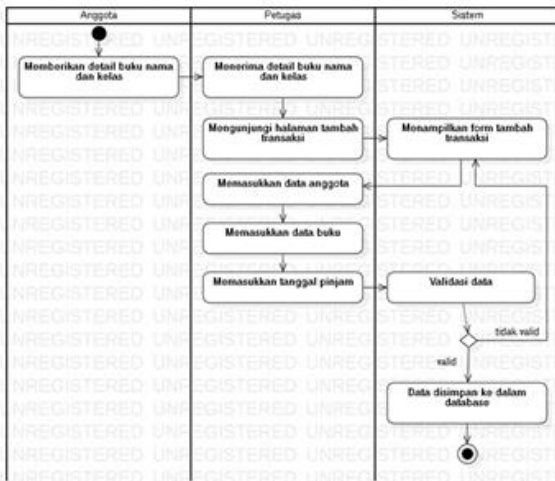 Anggota
Petugas
Sistem
Memberikan detail buku nama
dan kelas
Menerima detail buku nama
dan kelas
Mengunjungi halaman tambah
transaksi
Menampilkan form tambah
transaksi
Memasukkan data anggota
Memasukkan data buku
Memasukkan tanggal pinjam
Validasi data
tidak valid
valid
Data disimpan ke dalam
database
UNREGISTERED